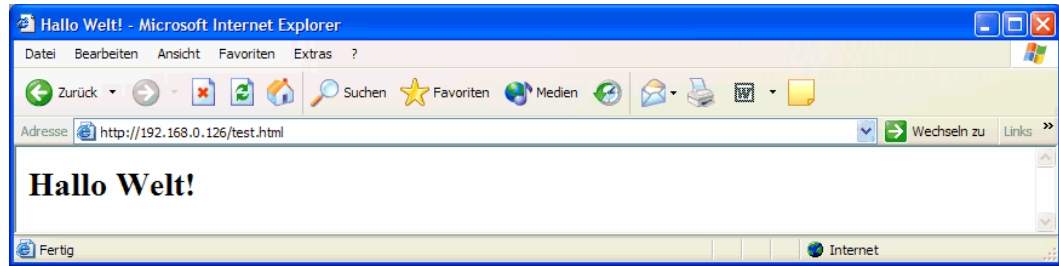 Hallo Welt! - Microsoft Internet Explorer
Datei Bearbeiten Ansicht Favoriten Extras ?
Zurück Suchen Favoriten Medien W
Adresse http://192.168.0.126/test.html Wechseln zu Links »
Hallo Welt!
Fertig Internet